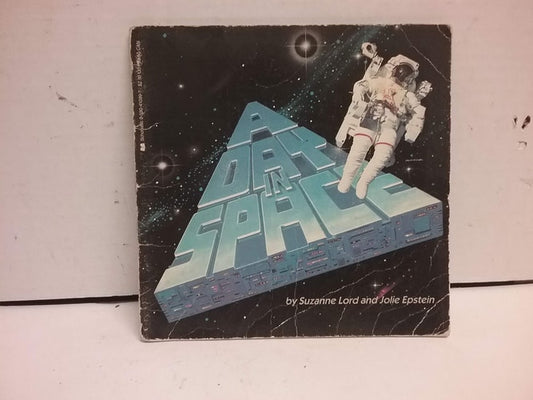 A
DAY
IN
SPACE
by Suzanne Lord and Jolie Epstein